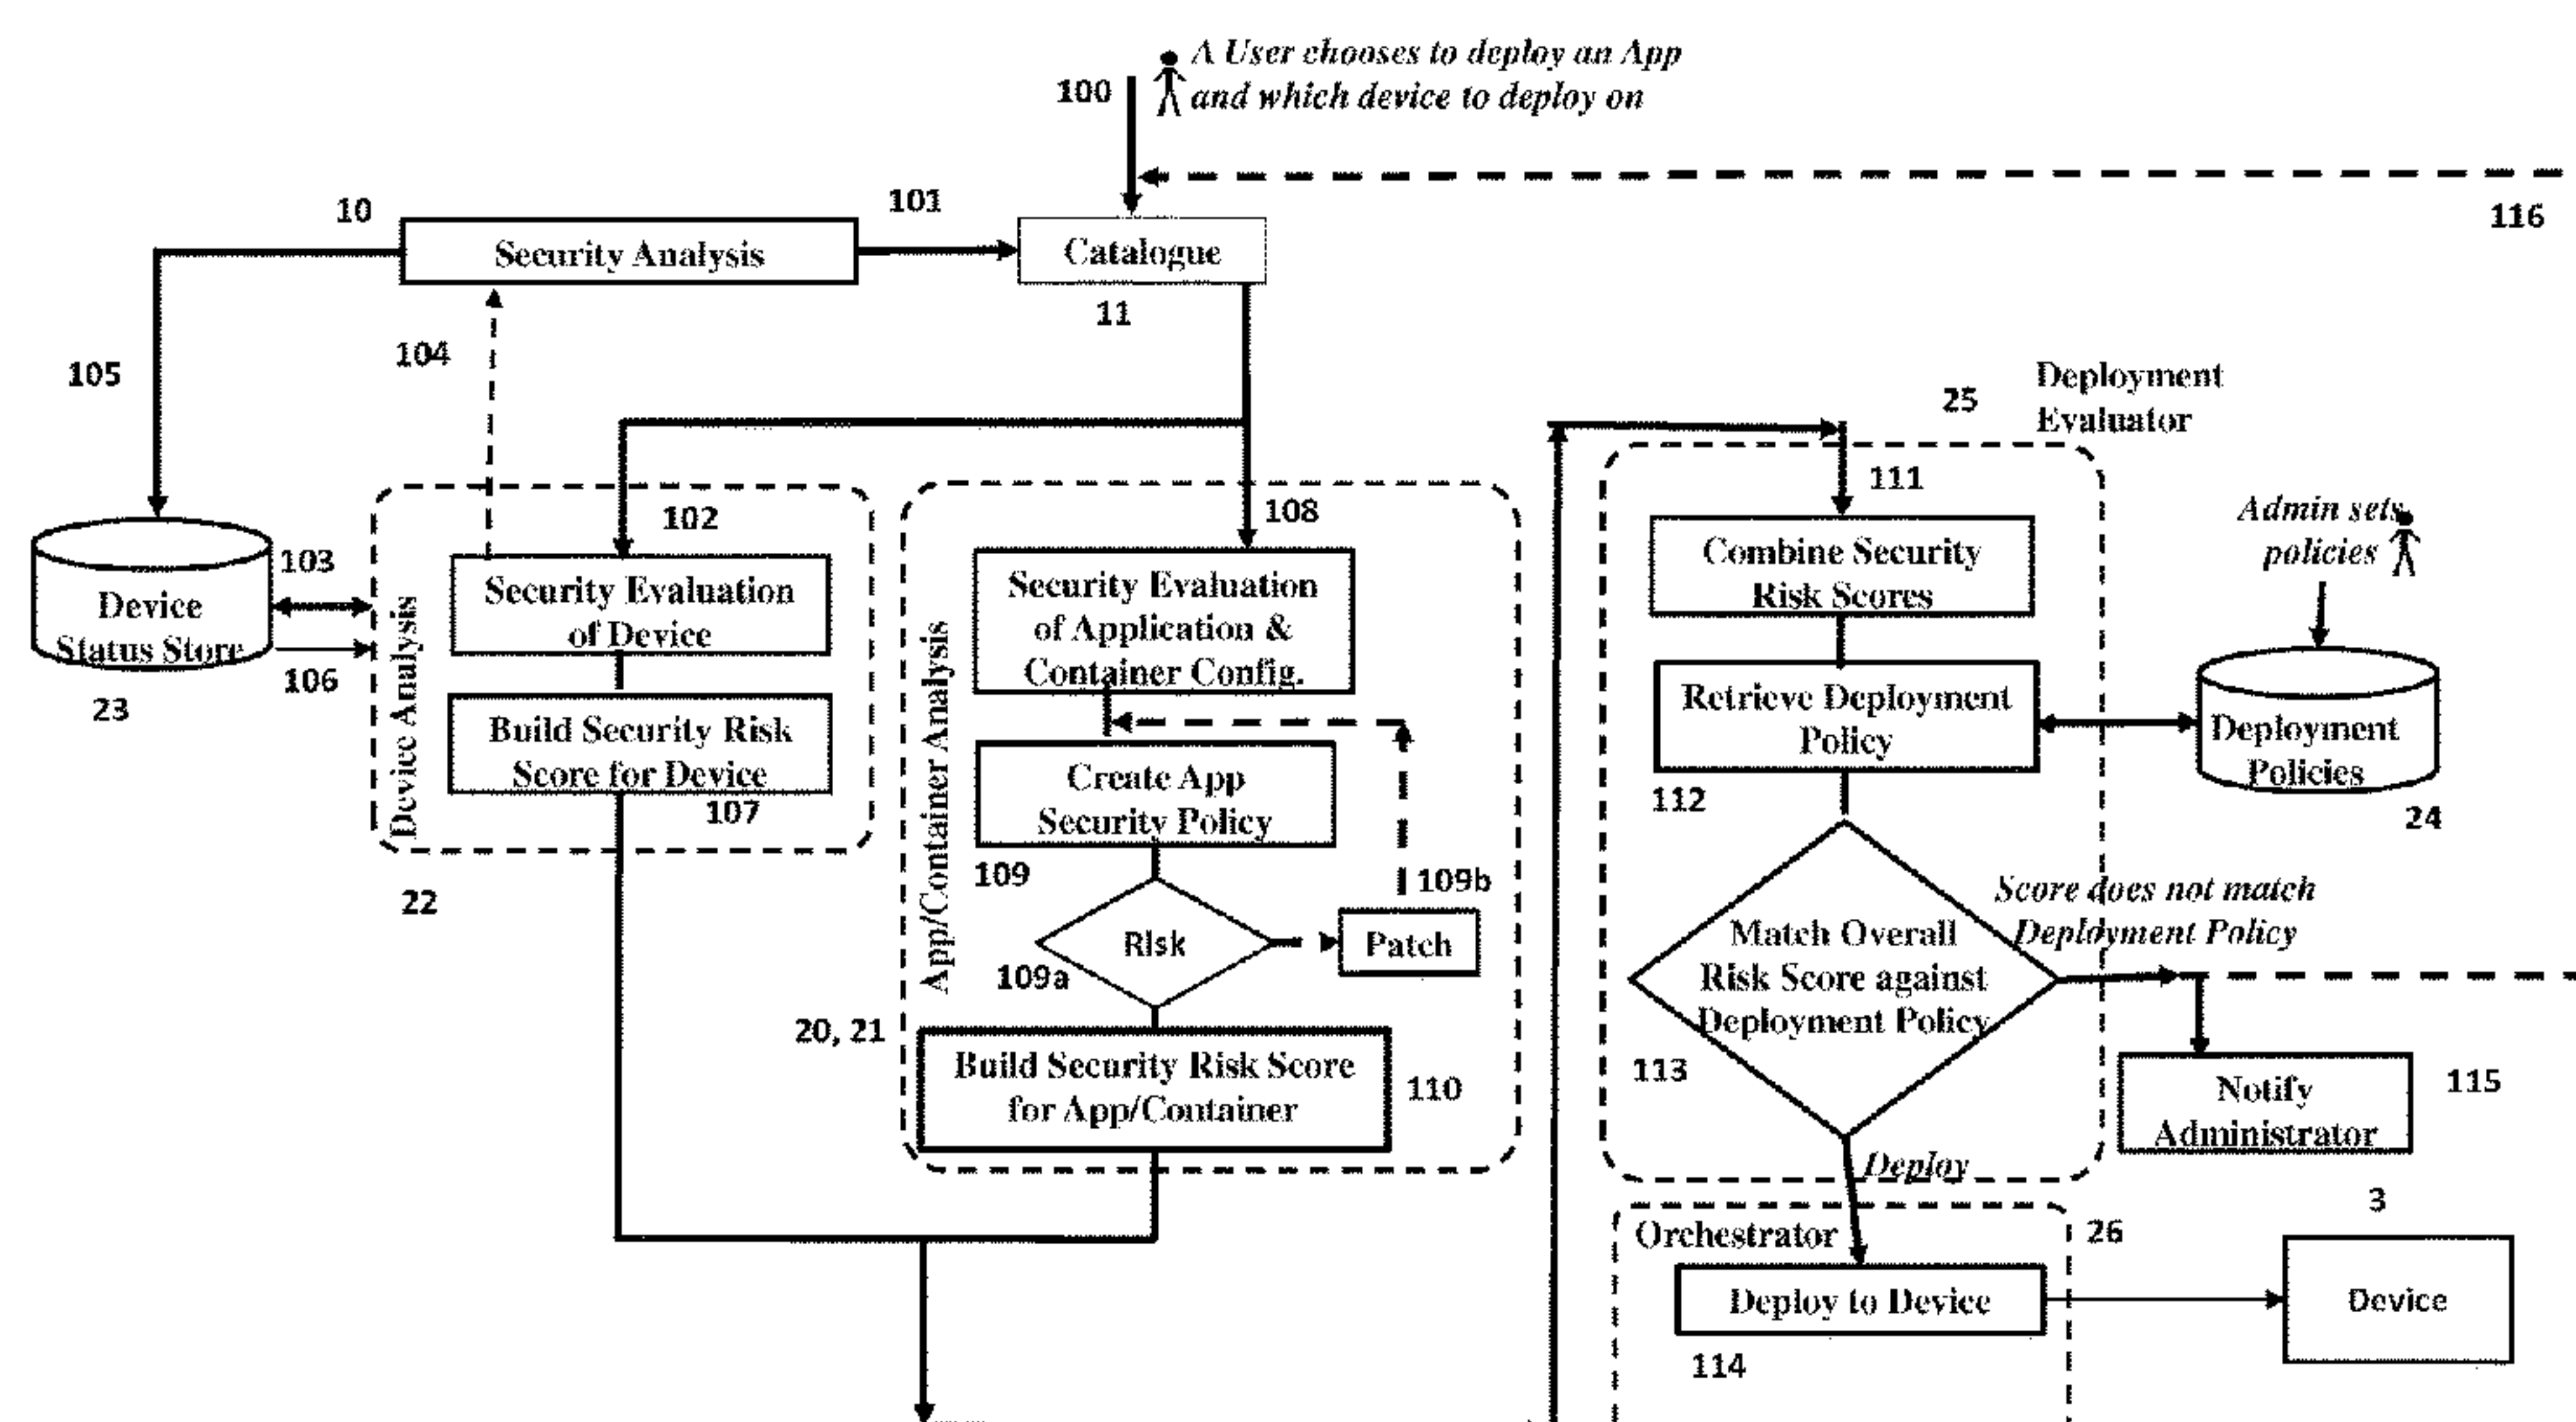 A User chooses to deploy an App
and which device to deploy on
100
116
10
101
Security Analysis
Catalogue
11
104
105
25
Deployment
Evaluator
102
108
111
Admin sets
policies
103
Device
Status Store
106
23
Device Analysis
Security Evaluation
of Device
Build Security Risk
Score for Device
107
22
App/Container Analysis
Security Evaluation
of Application &
Container Config.
Create App
Security Policy
109
109b
Risk
109a
Patch
20, 21
Build Security Risk Score
for App/Container
110
Combine Security
Risk Scores
Retrieve Deployment
Policy
112
Deployment
Policies
24
Score does not match
Deployment Policy
Match Overall
Risk Score against
Deployment Policy
113
Notify
Administrator
115
Deploy
3
Orchestrator
26
Deploy to Device
Device
114